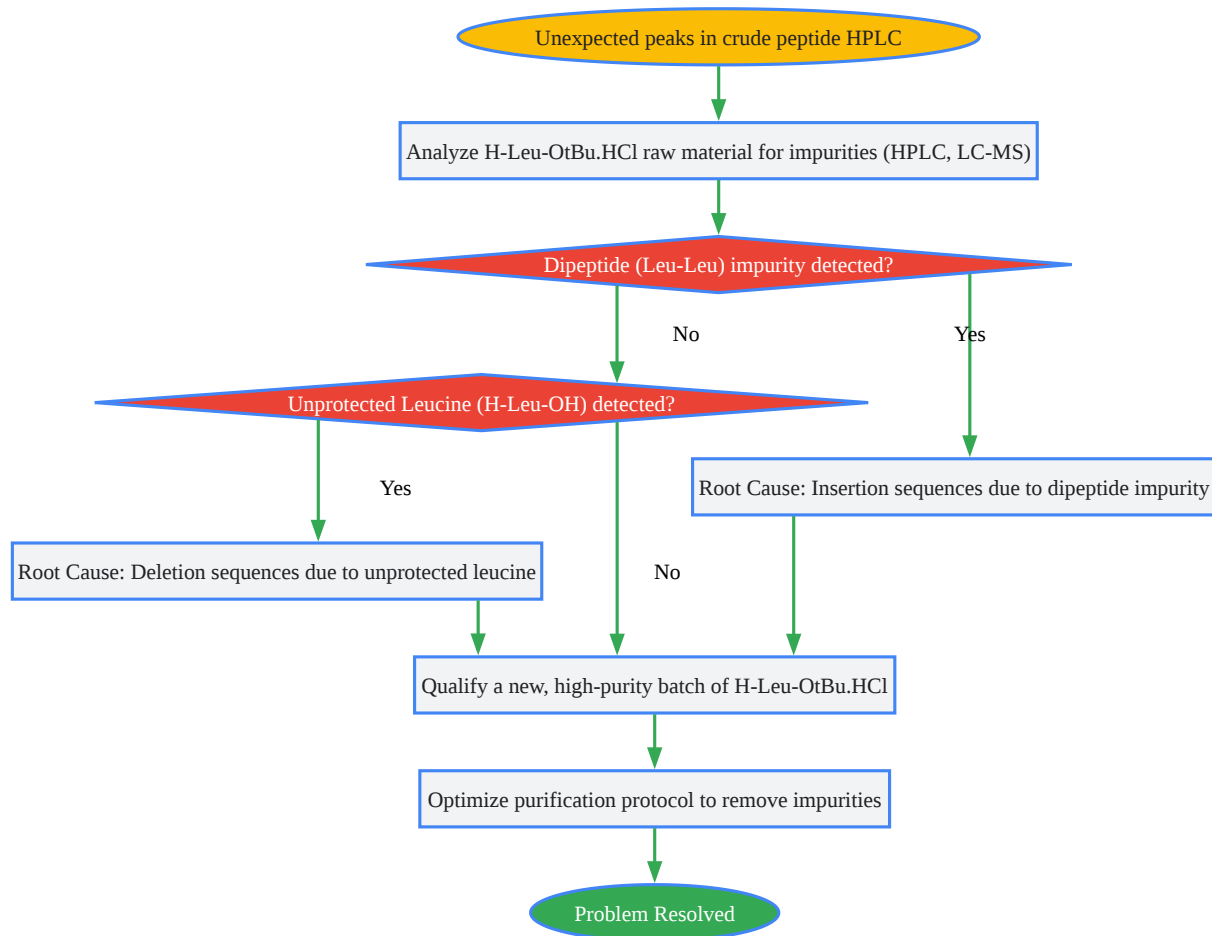 Unexpected peaks in crude peptide HPLC
Analyze H-Leu-OtBu.HCl raw material for impurities (HPLC, LC-MS)
Dipeptide (Leu-Leu) impurity detected?
No
Yes
Unprotected Leucine (H-Leu-OH) detected?
Yes
Root Cause: Insertion sequences due to dipeptide impurity
Root Cause: Deletion sequences due to unprotected leucine
No
Qualify a new, high-purity batch of H-Leu-OtBu.HCl
Optimize purification protocol to remove impurities
Problem Resolved